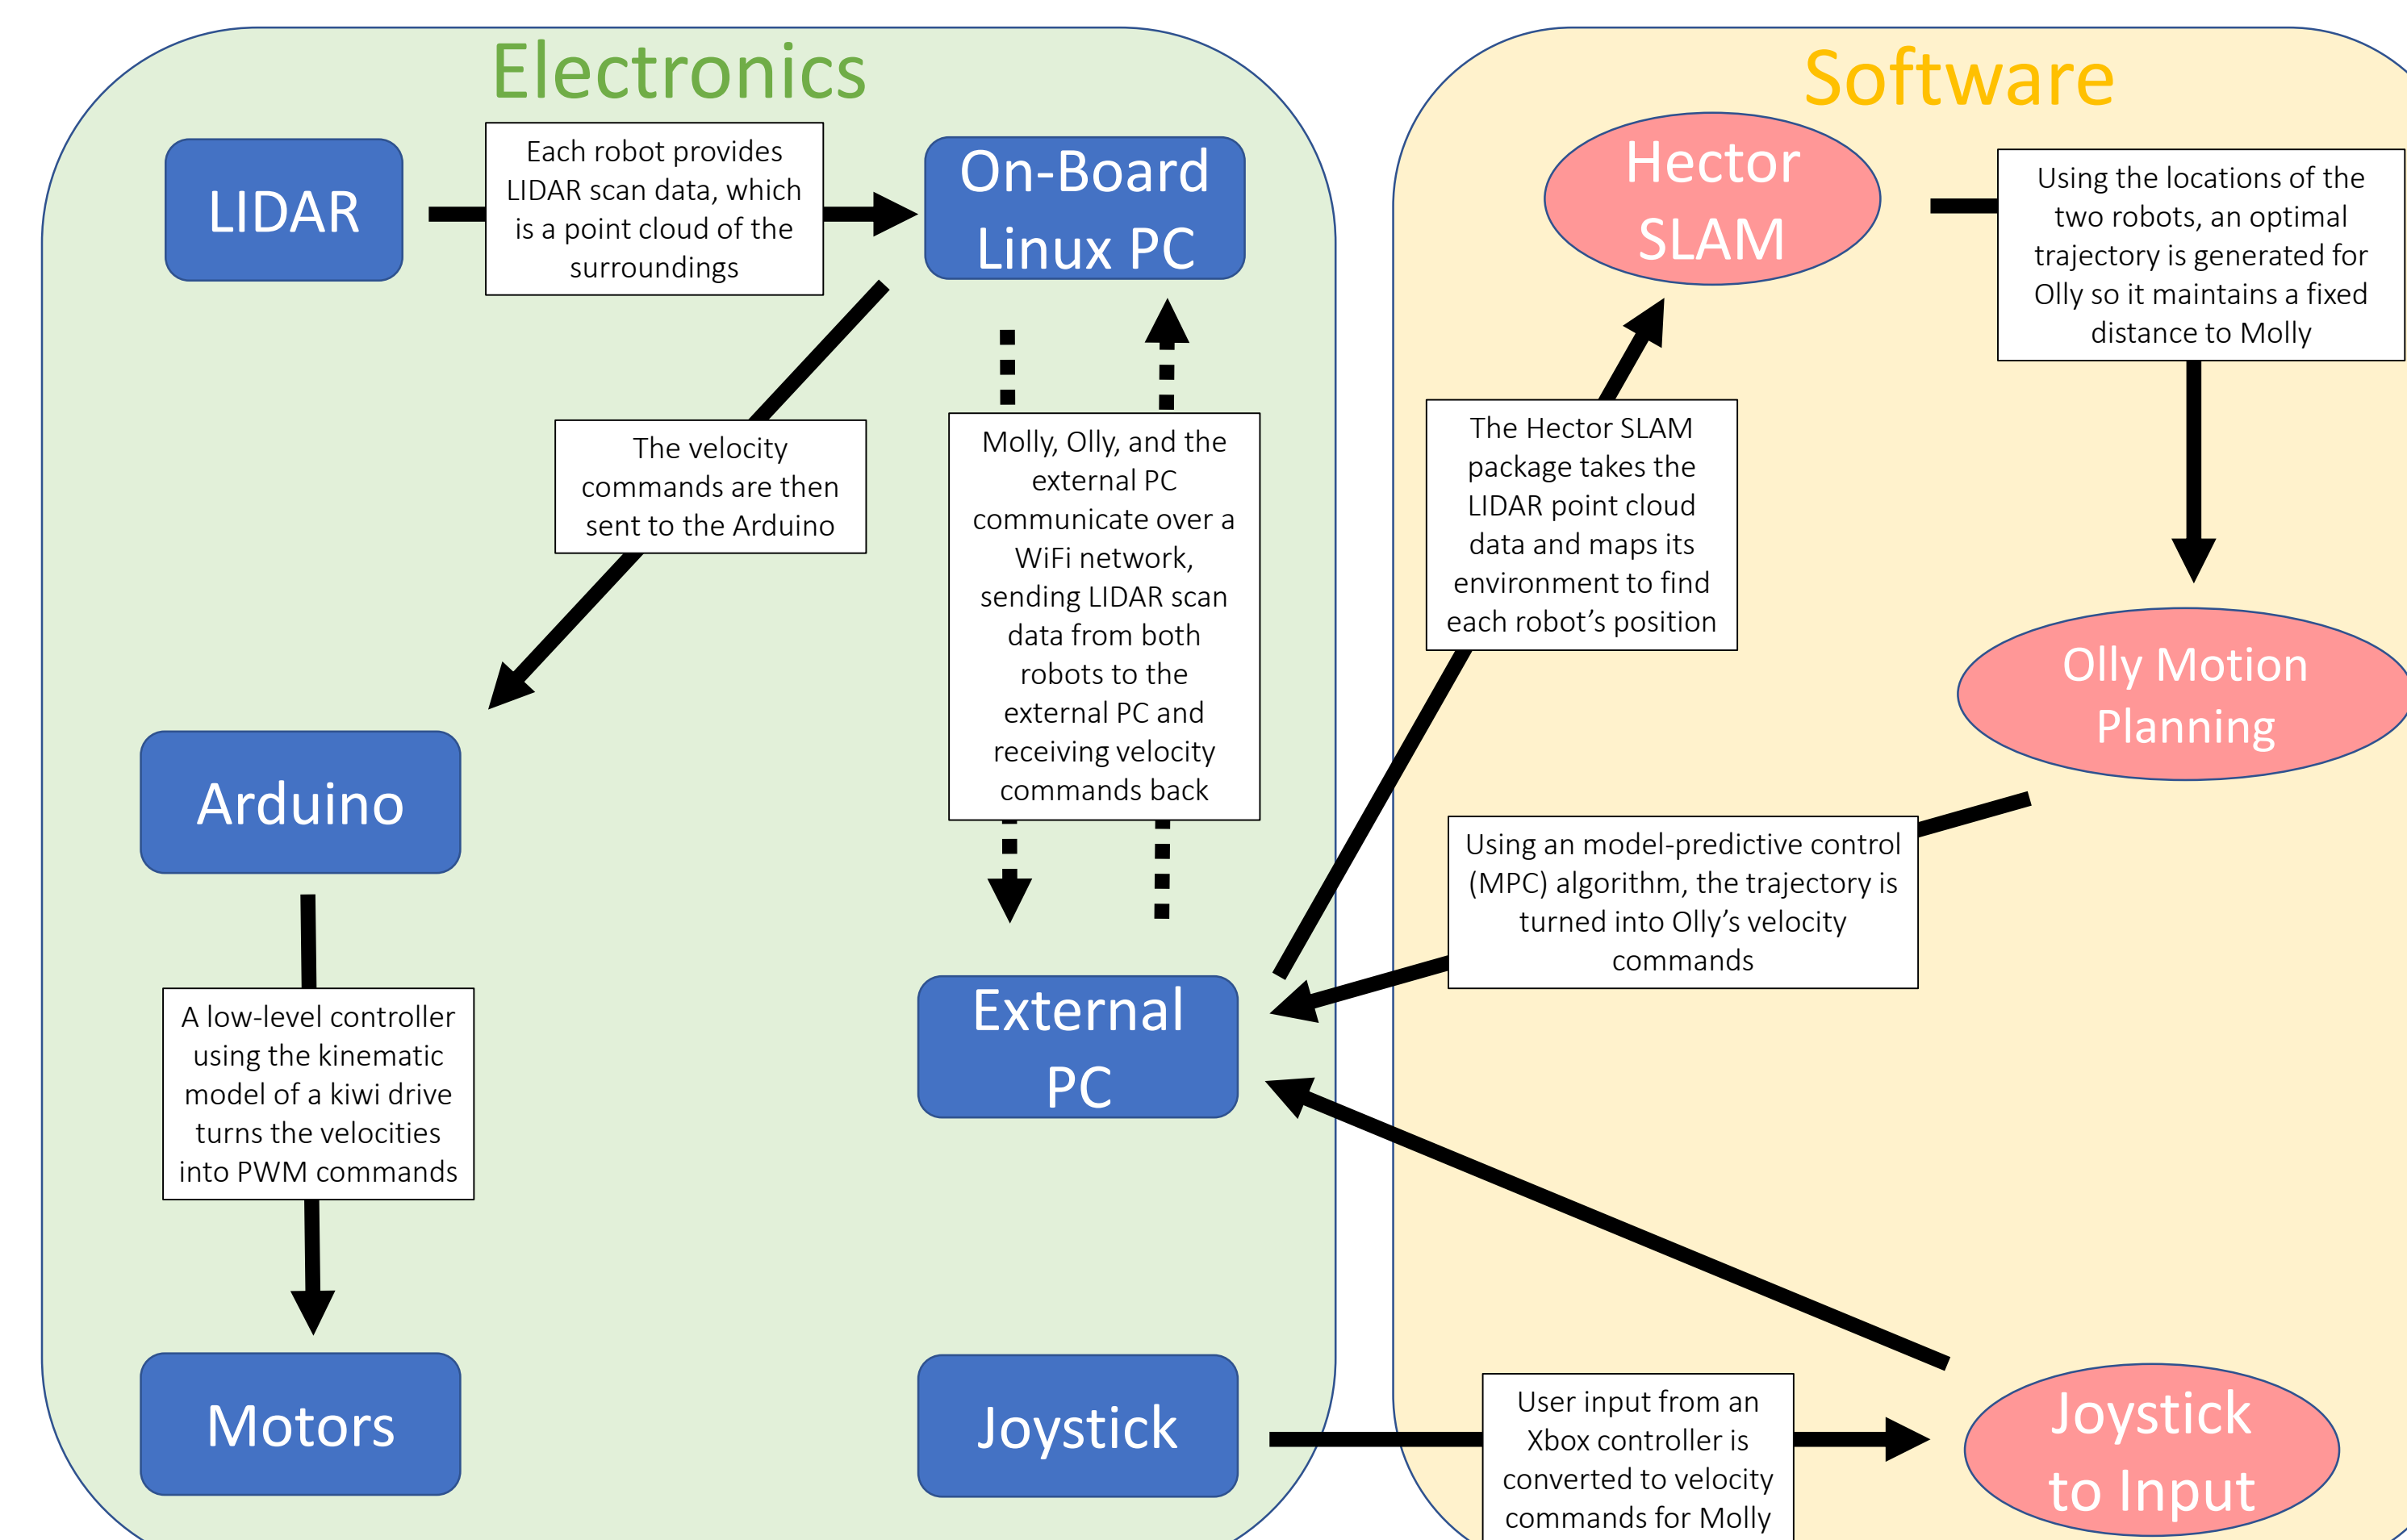 Electronics
LIDAR
Each robot provides
LIDAR scan data, which
is a point cloud of the
surroundings
On-Board
Linux PC
The velocity
commands are then
sent to the Arduino
Molly, Olly, and the
external PC
communicate over a
WiFi network,
sending LIDAR scan
data from both
robots to the
external PC and
receiving velocity
commands back
Arduino
A low-level controller
using the kinematic
model of a kiwi drive
turns the velocities
into PWM commands
External
PC
Motors
Joystick
Software
Hector
SLAM
Using the locations of the
two robots, an optimal
trajectory is generated for
Olly so it maintains a fixed
distance to Molly
The Hector SLAM
package takes the
LIDAR point cloud
data and maps its
environment to find
each robot’s position
Olly Motion
Planning
Using an model-predictive control
(MPC) algorithm, the trajectory is
turned into Olly’s velocity
commands
User input from an
Xbox controller is
converted to velocity
commands for Molly
Joystick
to Input